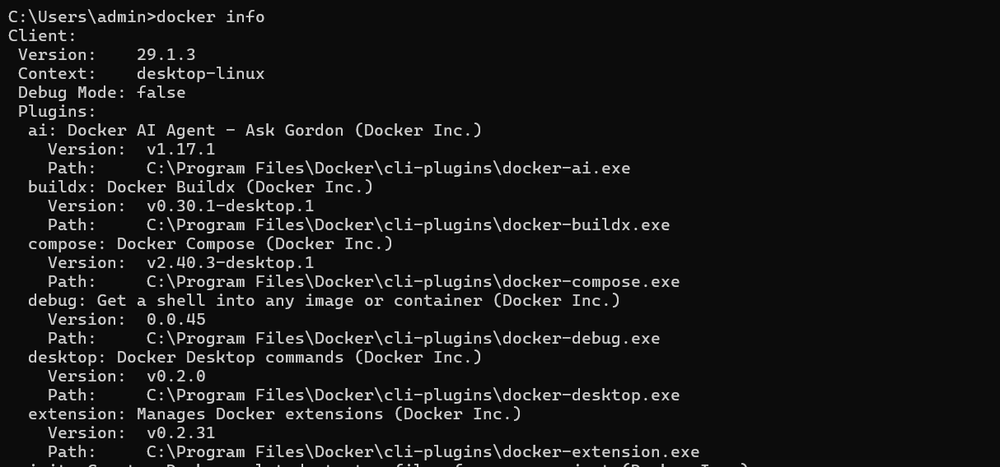 C:\Users\admin>docker info
Client:
 Version:    29.1.3
 Context:    desktop-linux
 Debug Mode: false
 Plugins:
  ai: Docker AI Agent - Ask Gordon (Docker Inc.)
    Version:  v1.17.1
    Path:     C:\Program Files\Docker\cli-plugins\docker-ai.exe
  buildx: Docker Buildx (Docker Inc.)
    Version:  v0.30.1-desktop.1
    Path:     C:\Program Files\Docker\cli-plugins\docker-buildx.exe
  compose: Docker Compose (Docker Inc.)
    Version:  v2.40.3-desktop.1
    Path:     C:\Program Files\Docker\cli-plugins\docker-compose.exe
  debug: Get a shell into any image or container (Docker Inc.)
    Version:  0.0.45
    Path:     C:\Program Files\Docker\cli-plugins\docker-debug.exe
  desktop: Docker Desktop commands (Docker Inc.)
    Version:  v0.2.0
    Path:     C:\Program Files\Docker\cli-plugins\docker-desktop.exe
  extension: Manages Docker extensions (Docker Inc.)
    Version:  v0.2.31
    Path:     C:\Program Files\Docker\cli-plugins\docker-extension.exe